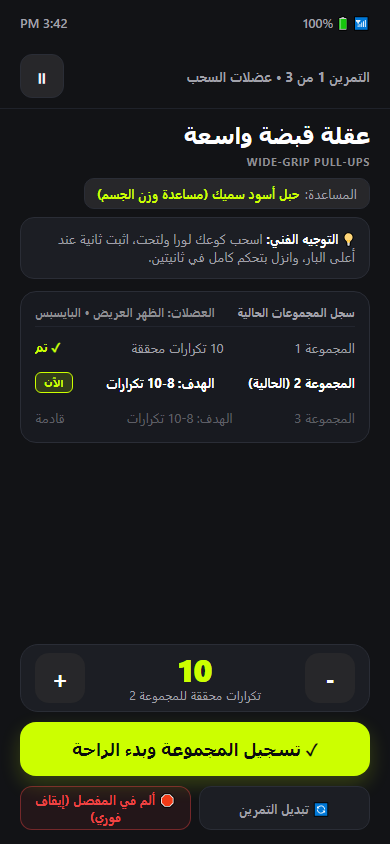 3:42 PM
100% 🔋 📶
التمرين 1 من 3 • عضلات السحب
عقلة قبضة واسعة
WIDE-GRIP PULL-UPS
المساعدة: حبل أسود سميك (مساعدة وزن الجسم)
💡 التوجيه الفني: اسحب كوعك لورا ولتحت، اثبت ثانية عند
أعلى البار، وانزل بتحكم كامل في ثانيتين.
سجل المجموعات الحالية
العضلات: الظهر العريض • البايسبس
المجموعة 1 10 تكرارات محققة ✓ تم
المجموعة 2 (الحالية) الهدف: 8-10 تكرارات الآن
المجموعة 3 الهدف: 8-10 تكرارات قادمة
- 10 +
تكرارات محققة للمجموعة 2
✓ تسجيل المجموعة وبدء الراحة
🔄 تبديل التمرين
🛑 ألم في المفصل (إيقاف
فوري)